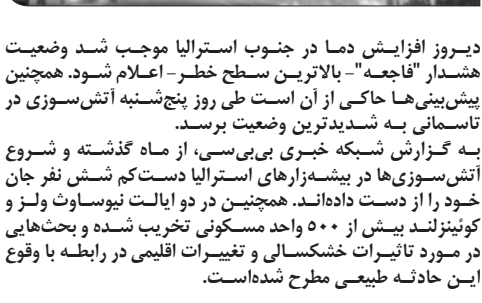 دیروز افزایش دما در جنوب استرالیا موجب شد وضعیت
هشدار "فاجعه"- بالاترین سطح خطر- اعلام شود. همچنین
پیش‌بینی‌ها حاکی از آن است طی روز پنج‌شنبه آتش‌سوزی در
تاسمانی به شدیدترین وضعیت برسد.
به گزارش شبکه خبری بی‌بی‌سی، از ماه گذشته و شروع
آتش‌سوزی‌ها در بیشه‌زارهای استرالیا دست‌کم شش نفر جان
خود را از دست داده‌اند. همچنین در دو ایالت نیوساوث ولز و
کوئینزلند بیش از ۵۰۰ واحد مسکونی تخریب شده و بحث‌هایی
در مورد تاثیرات خشکسالی و تغییرات اقلیمی در رابطه با وقوع
این حادثه طبیعی مطرح شده‌است.